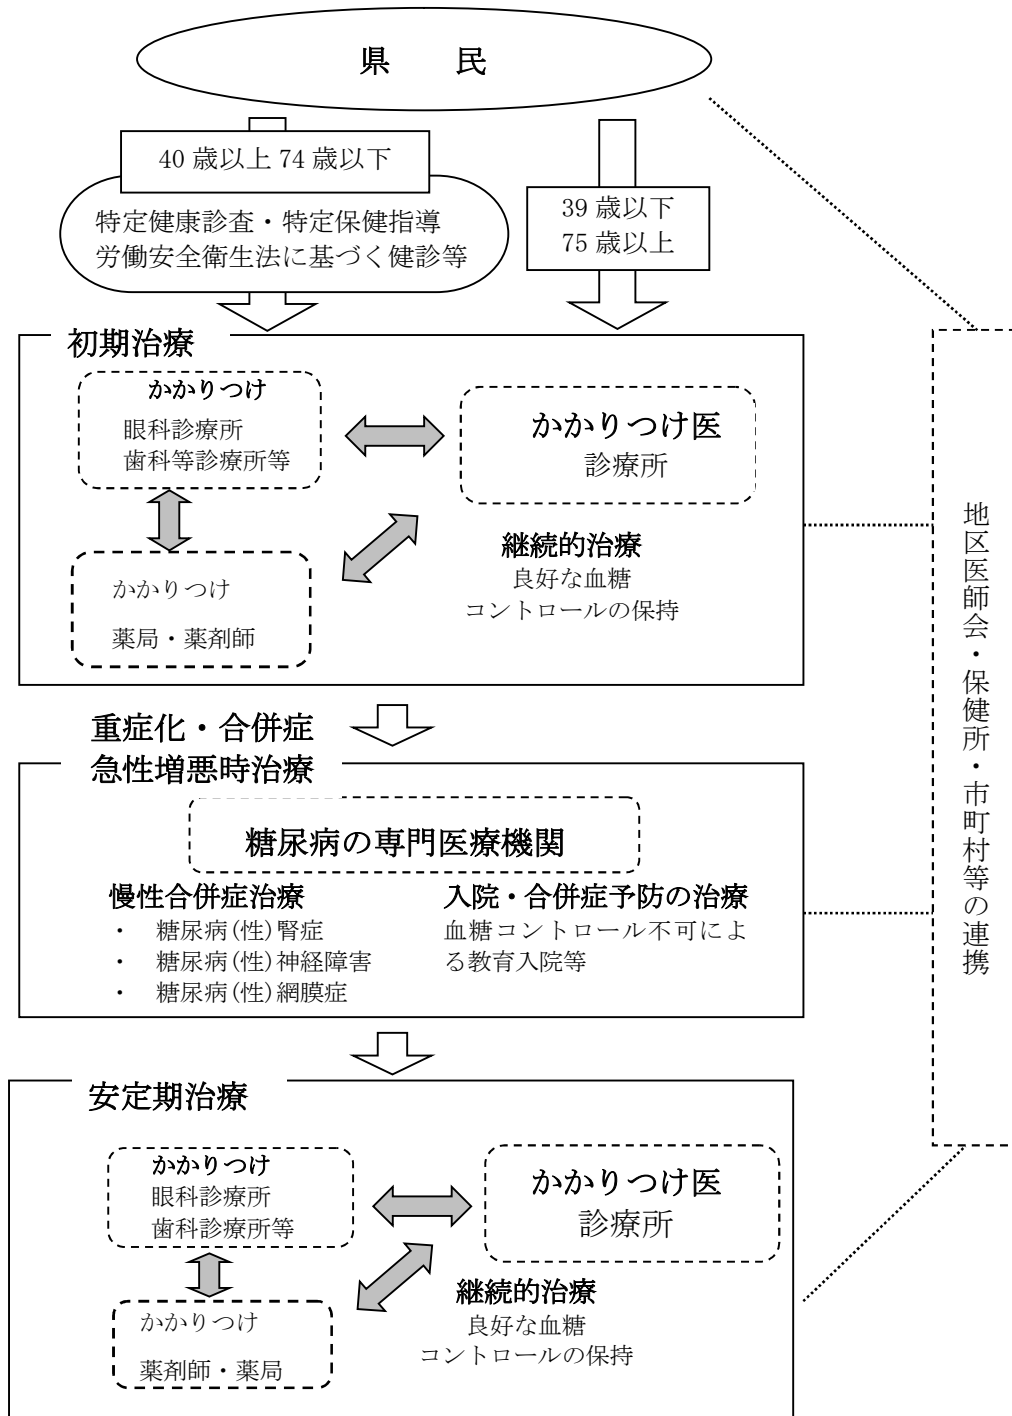 県　　民
40 歳以上 74 歳以下
特定健康診査・特定保健指導
労働安全衛生法に基づく健診等
39 歳以下
75 歳以上
初期治療
かかりつけ
眼科診療所
歯科等診療所等
かかりつけ医
診療所
かかりつけ
薬局・薬剤師
継続的治療
良好な血糖
コントロールの保持
重症化・合併症
急性増悪時治療
糖尿病の専門医療機関
慢性合併症治療
・　糖尿病(性)腎症
・　糖尿病(性)神経障害
・　糖尿病(性)網膜症
入院・合併症予防の治療
血糖コントロール不可によ
る教育入院等
安定期治療
かかりつけ
眼科診療所
歯科診療所等
かかりつけ医
診療所
かかりつけ
薬剤師・薬局
継続的治療
良好な血糖
コントロールの保持
地区医師会・保健所・市町村等の連携